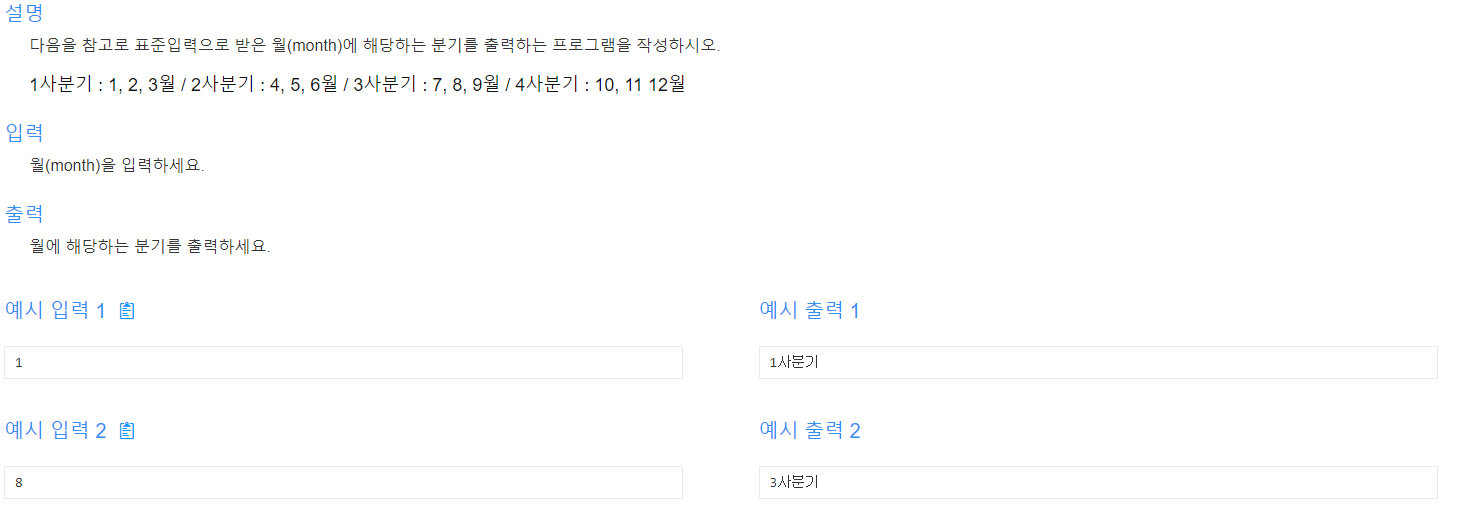 설명
다음을 참고로 표준입력으로 받은 월(month)에 해당하는 분기를 출력하는 프로그램을 작성하시오.
1사분기 : 1, 2, 3월 / 2사분기 : 4, 5, 6월 / 3사분기 : 7, 8, 9월 / 4사분기 : 10, 11 12월
입력
월(month)을 입력하세요.
출력
월에 해당하는 분기를 출력하세요.
예시 입력 1
예시 출력 1
1
1사분기
예시 입력 2
예시 출력 2
8
3사분기